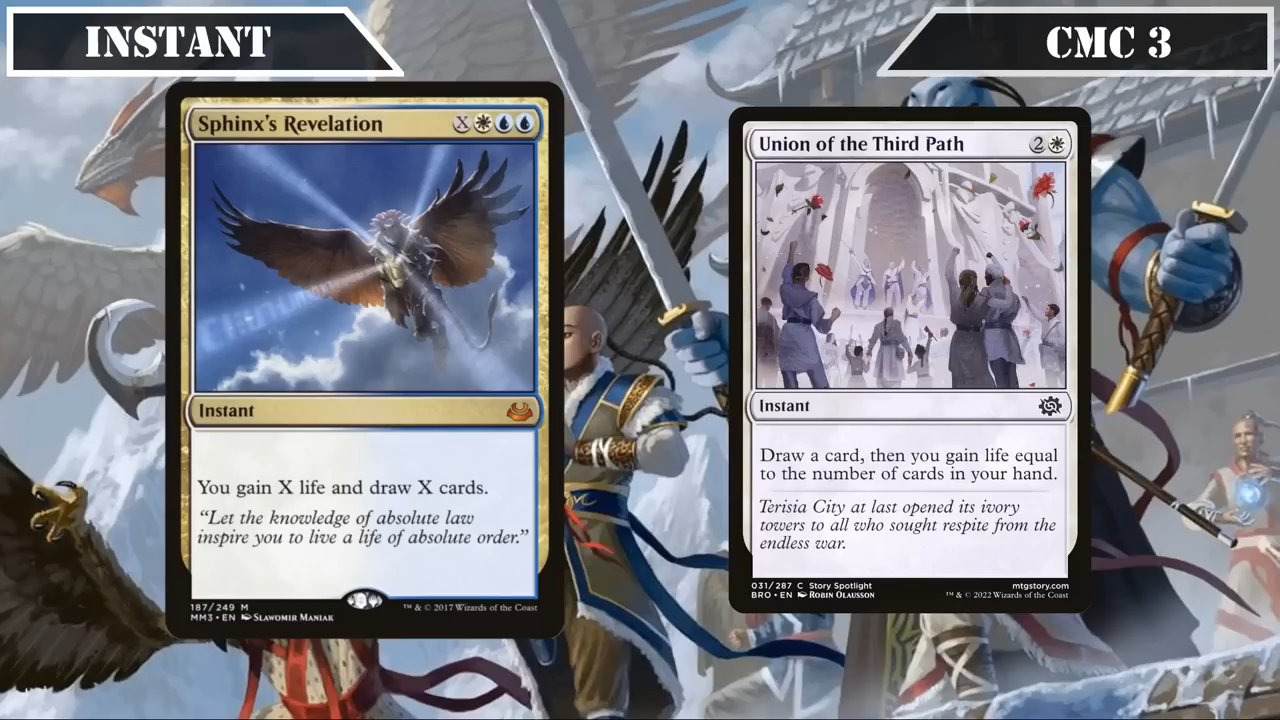 INSTANT
CMC 3
Sphinx's Revelation
X
Instant
You gain X life and draw X cards.
“Let the knowledge of absolute law
inspire you to live a life of absolute order.”
187/249 M
MM3 • EN SLAWOMIR MANIAK
™ & © 2017 Wizards of the Coast
Union of the Third Path
2
Instant
Draw a card, then you gain life equal
to the number of cards in your hand.
Terisia City at last opened its ivory
towers to all who sought respite from the
endless war.
031/287 C Story Spotlight
BRO • EN ROBIN OLAUSSON
mtgstory.com
™ & © 2022 Wizards of the Coast